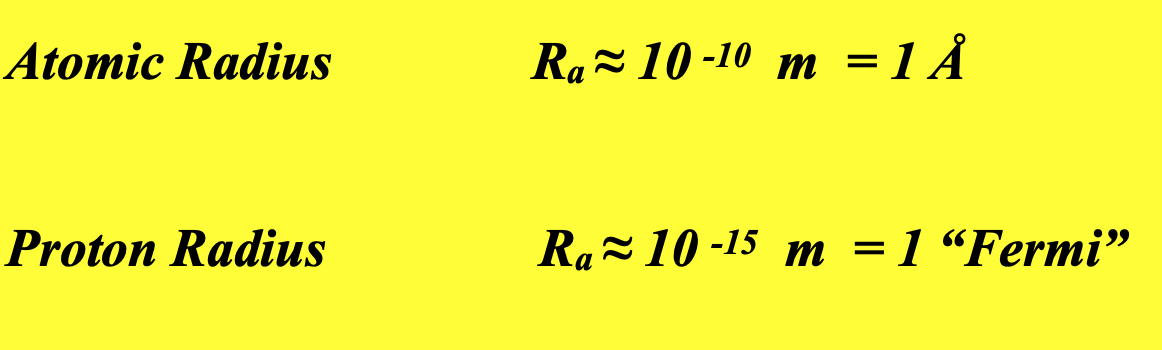 Atomic Radius Rₐ ≈ 10 ⁻¹⁰ m = 1 Å
Proton Radius Rₐ ≈ 10 ⁻¹⁵ m = 1 “Fermi”